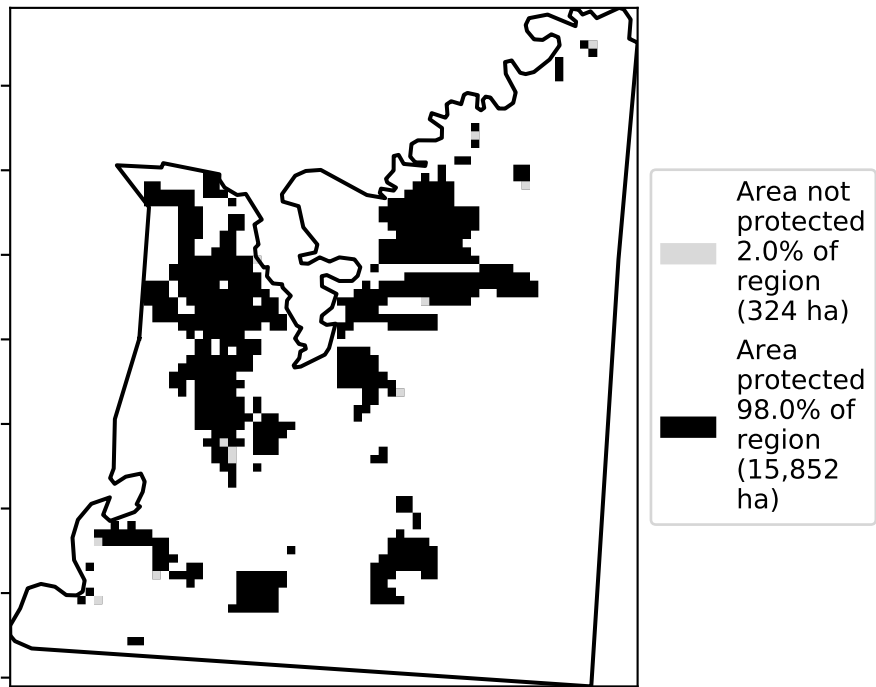 Area not
protected
2.0% of
region
(324 ha)
Area
protected
98.0% of
region
(15,852
ha)